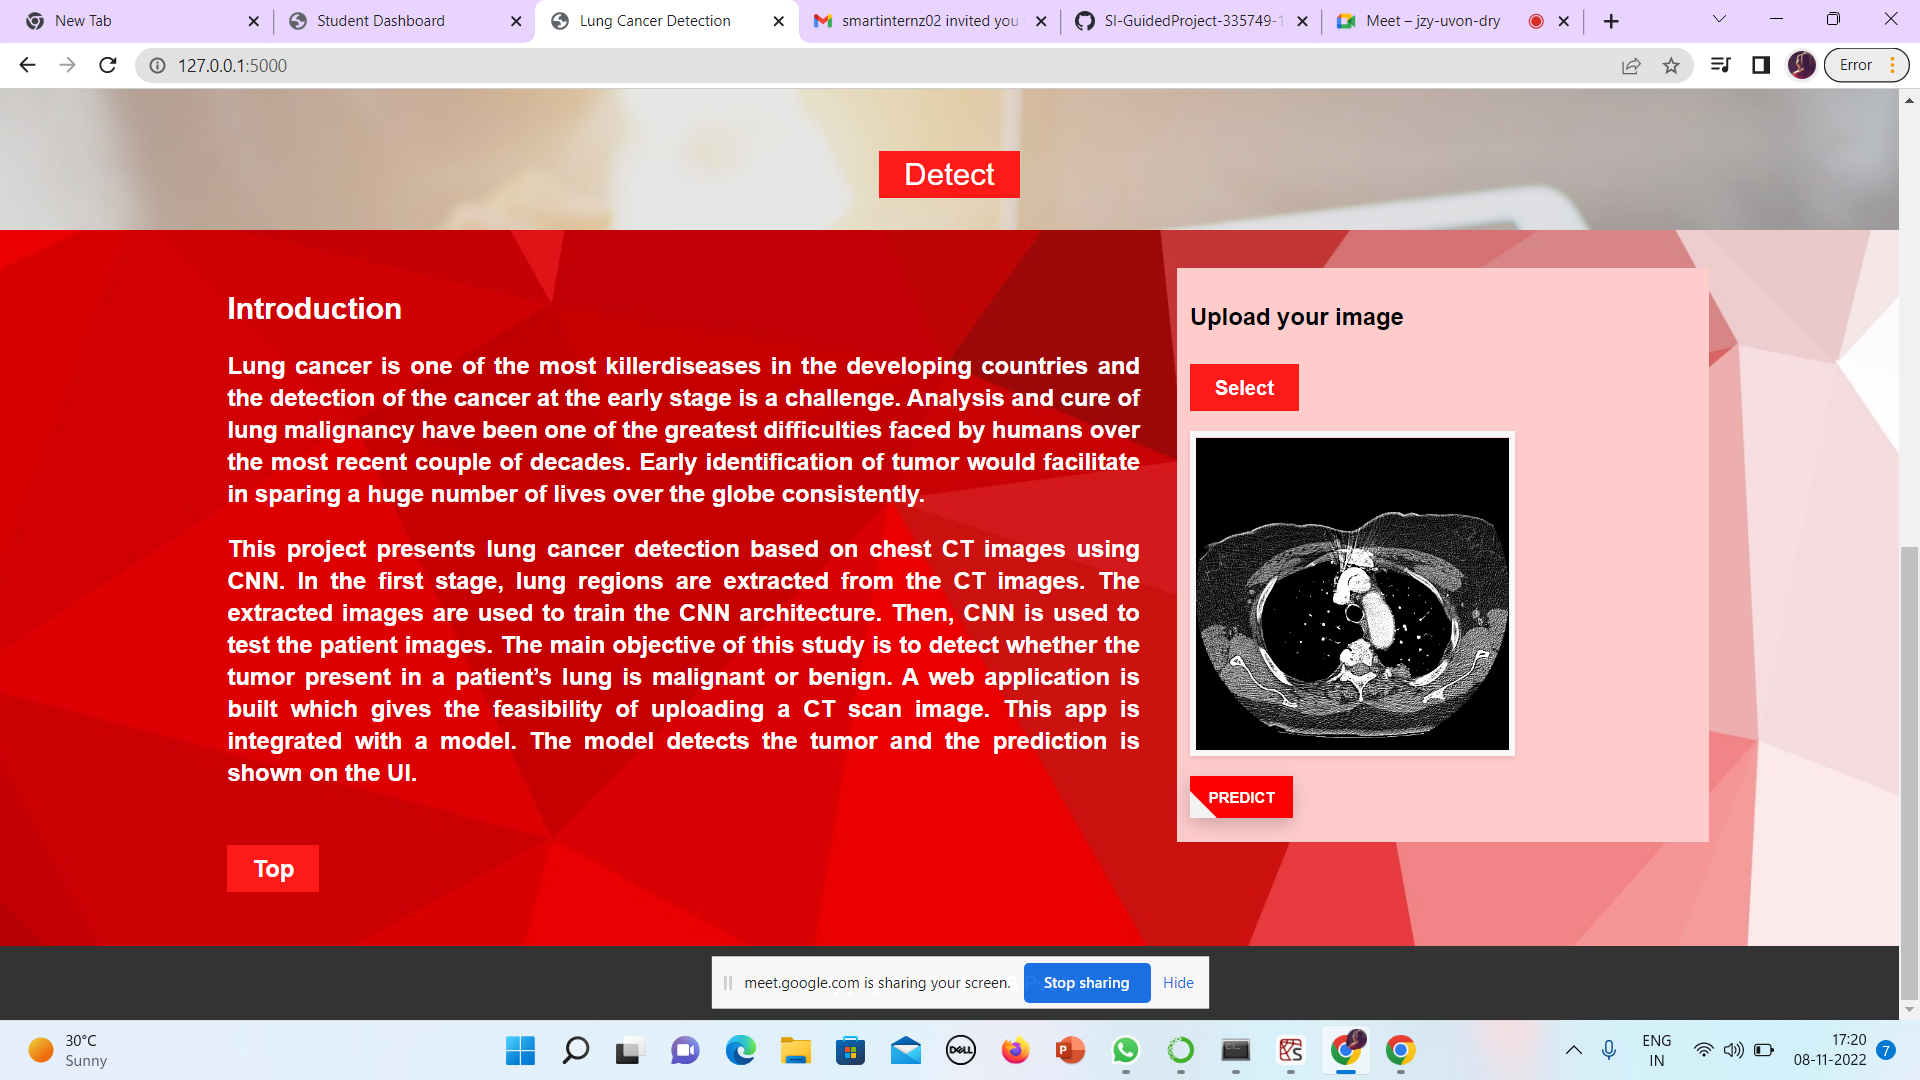 New Tab
Student Dashboard
Lung Cancer Detection
smartinternz02 invited you
SI-GuidedProject-335749-1
Meet – jzy-uvon-dry
127.0.0.1:5000
Error
Detect
Introduction
Lung cancer is one of the most killerdiseases in the developing countries and
the detection of the cancer at the early stage is a challenge. Analysis and cure of
lung malignancy have been one of the greatest difficulties faced by humans over
the most recent couple of decades. Early identification of tumor would facilitate
in sparing a huge number of lives over the globe consistently.
This project presents lung cancer detection based on chest CT images using
CNN. In the first stage, lung regions are extracted from the CT images. The
extracted images are used to train the CNN architecture. Then, CNN is used to
test the patient images. The main objective of this study is to detect whether the
tumor present in a patient’s lung is malignant or benign. A web application is
built which gives the feasibility of uploading a CT scan image. This app is
integrated with a model. The model detects the tumor and the prediction is
shown on the UI.
Top
Upload your image
Select
PREDICT
meet.google.com is sharing your screen.
Stop sharing
Hide
30°C
Sunny
DELL
ENG
IN
17:20
08-11-2022
7